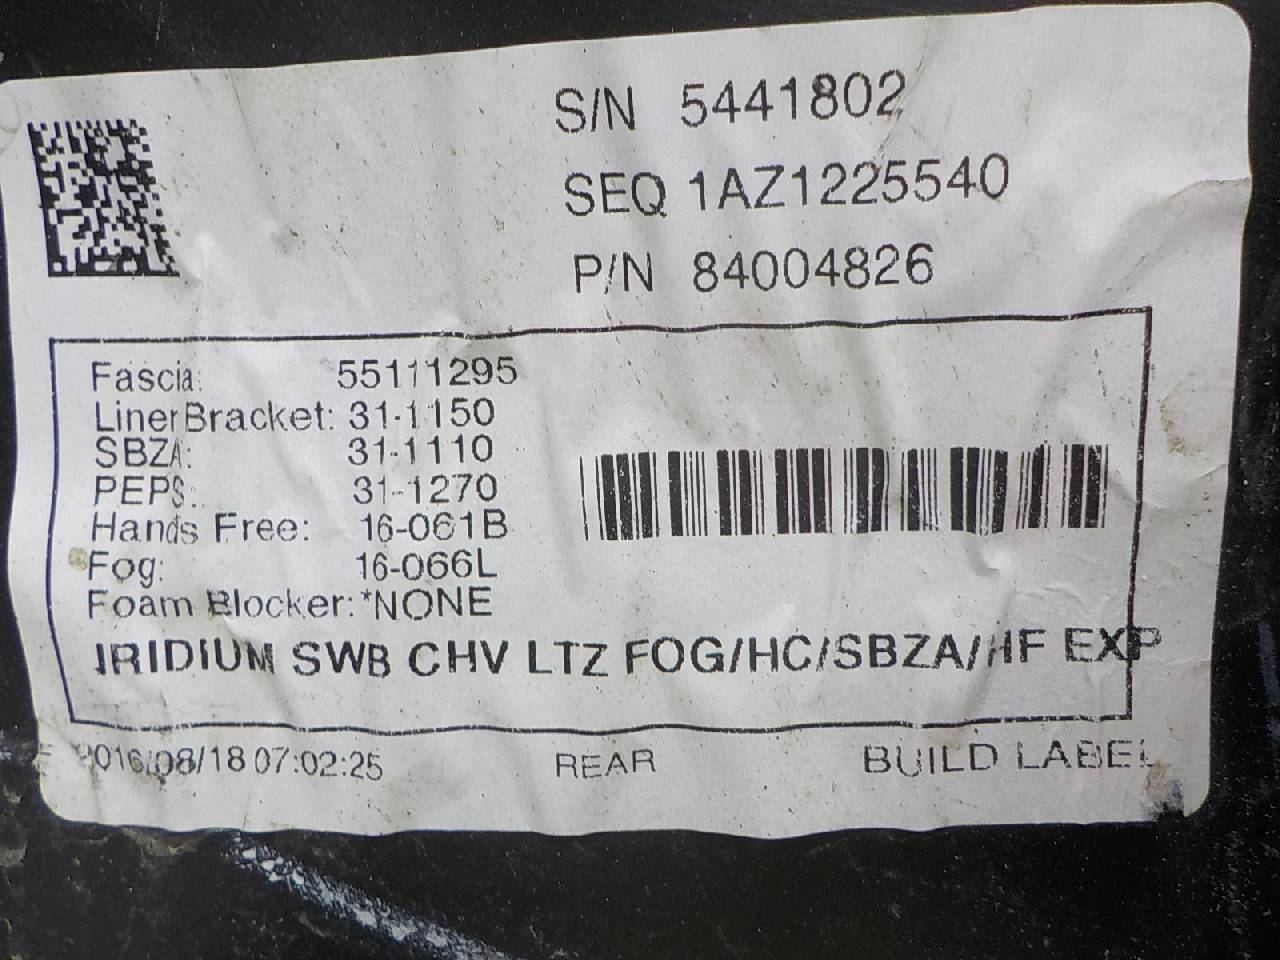 S/N 5441802
SEQ 1AZ1225540
P/N 84004826
Fascia: 55111295
Liner Bracket: 31-1150
SBZA: 31-1110
PEPS: 31-1270
Hands Free: 16-061B
Fog: 16-066L
Foam Blocker: *NONE
IRIDIUM SWB CHV LTZ FOG/HC/SBZA/HF EXP
2016/08/18 07:02:25 REAR BUILD LABEL